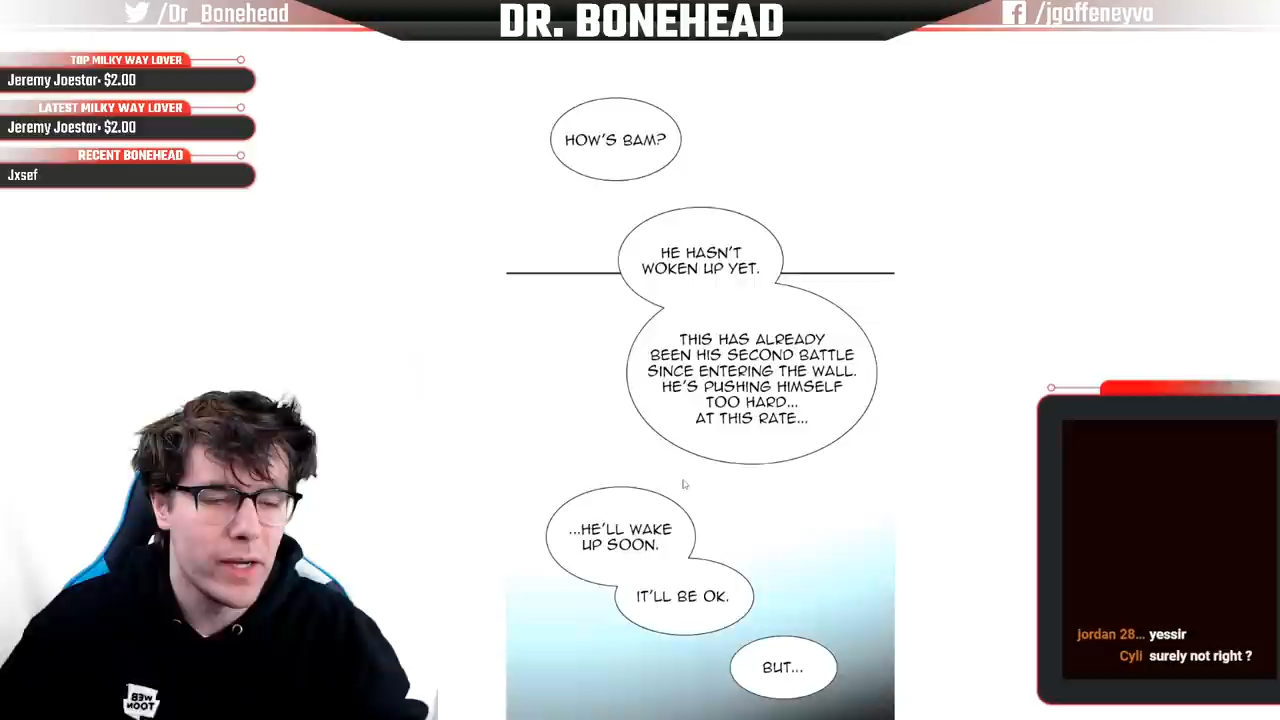 /Dr_Bonehead
DR. BONEHEAD
/jgaffeneyva
TOP MILKY WAY LOVER
Jeremy Joestar• $2.00
LATEST MILKY WAY LOVER
Jeremy Joestar• $2.00
RECENT BONEHEAD
Jxsef
HOW'S BAM?
HE HASN'T
WOKEN UP YET.
THIS HAS ALREADY
BEEN HIS SECOND BATTLE
SINCE ENTERING THE WALL.
HE'S PUSHING HIMSELF
TOO HARD...
AT THIS RATE...
...HE'LL WAKE
UP SOON.
IT'LL BE OK.
BUT...
WEB
TOON
jordan 28... yessir
Cyli surely not right ?